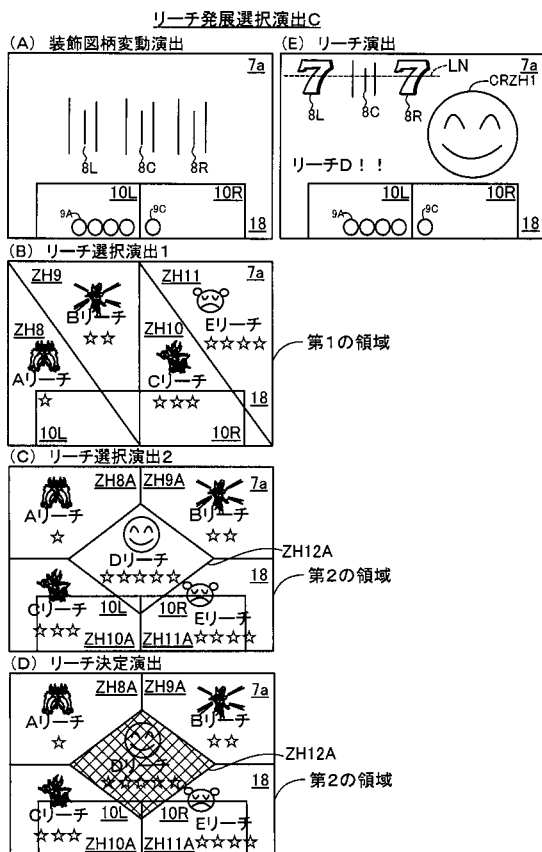 リーチ発展選択演出C
(A) 装飾図柄変動演出
7a
8L 8C 8R
10L 10R
9A 9C
18
(E) リーチ演出
7a
7 7 LN
CRZH1
8L 8C 8R
リーチD!!
10L 10R
9A 9C
18
(B) リーチ選択演出1
ZH9 ZH11 7a
Bリーチ Eリーチ
☆☆ ☆☆☆☆
ZH8 ZH10
Aリーチ Cリーチ
第1の領域
☆ ☆☆☆ 18
10L 10R
(C) リーチ選択演出2
ZH8A ZH9A 7a
Aリーチ Bリーチ
☆ ☆☆
Dリーチ
ZH12A
☆☆☆☆☆
18
第2の領域
Cリーチ 10L 10R Eリーチ
☆☆☆ ZH10A ZH11A ☆☆☆☆
(D) リーチ決定演出
ZH8A ZH9A 7a
Aリーチ Bリーチ
☆ ☆☆
Dリーチ
ZH12A
☆☆☆☆☆
18
第2の領域
Cリーチ 10L 10R Eリーチ
☆☆☆ ZH10A ZH11A ☆☆☆☆